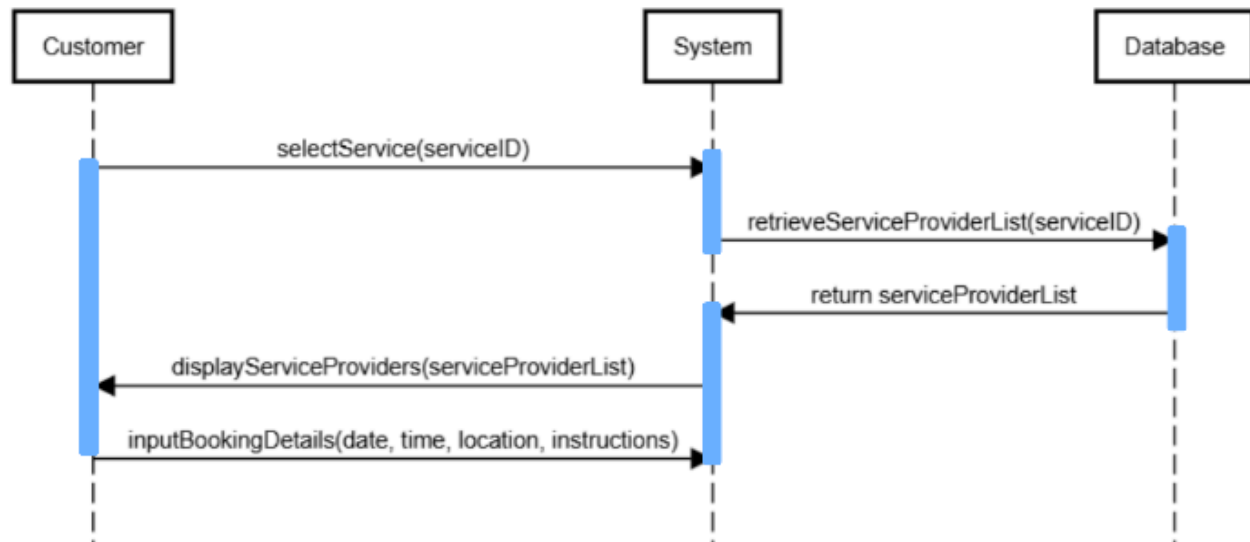 Customer
System
Database
selectService(serviceID)
retrieveServiceProviderList(serviceID)
return serviceProviderList
displayServiceProviders(serviceProviderList)
inputBookingDetails(date, time, location, instructions)